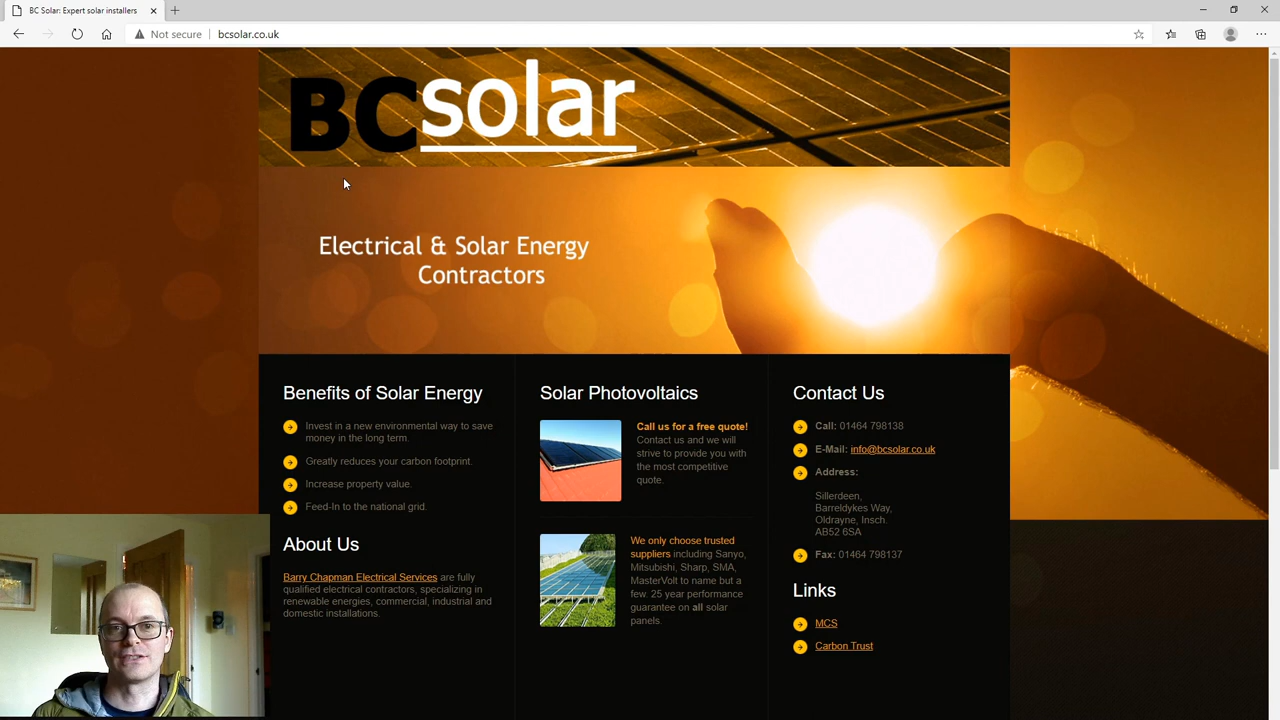 BC Solar: Expert solar installers
Not secure
bcsolar.co.uk
BCsolar
Electrical & Solar Energy
Contractors
Benefits of Solar Energy
Invest in a new environmental way to save
money in the long term.
Greatly reduces your carbon footprint.
Increase property value.
Feed-In to the national grid.
About Us
Barry Chapman Electrical Services are fully
qualified electrical contractors, specializing in
renewable energies, commercial, industrial and
domestic installations.
Solar Photovoltaics
Call us for a free quote!
Contact us and we will
strive to provide you with
the most competitive
quote.
We only choose trusted
suppliers including Sanyo,
Mitsubishi, Sharp, SMA,
MasterVolt to name but a
few. 25 year performance
guarantee on all solar
panels.
Contact Us
Call: 01464 798138
E-Mail: info@bcsolar.co.uk
Address:
Sillerdeen,
Barreldykes Way,
Oldrayne, Insch.
AB52 6SA
Fax: 01464 798137
Links
MCS
Carbon Trust